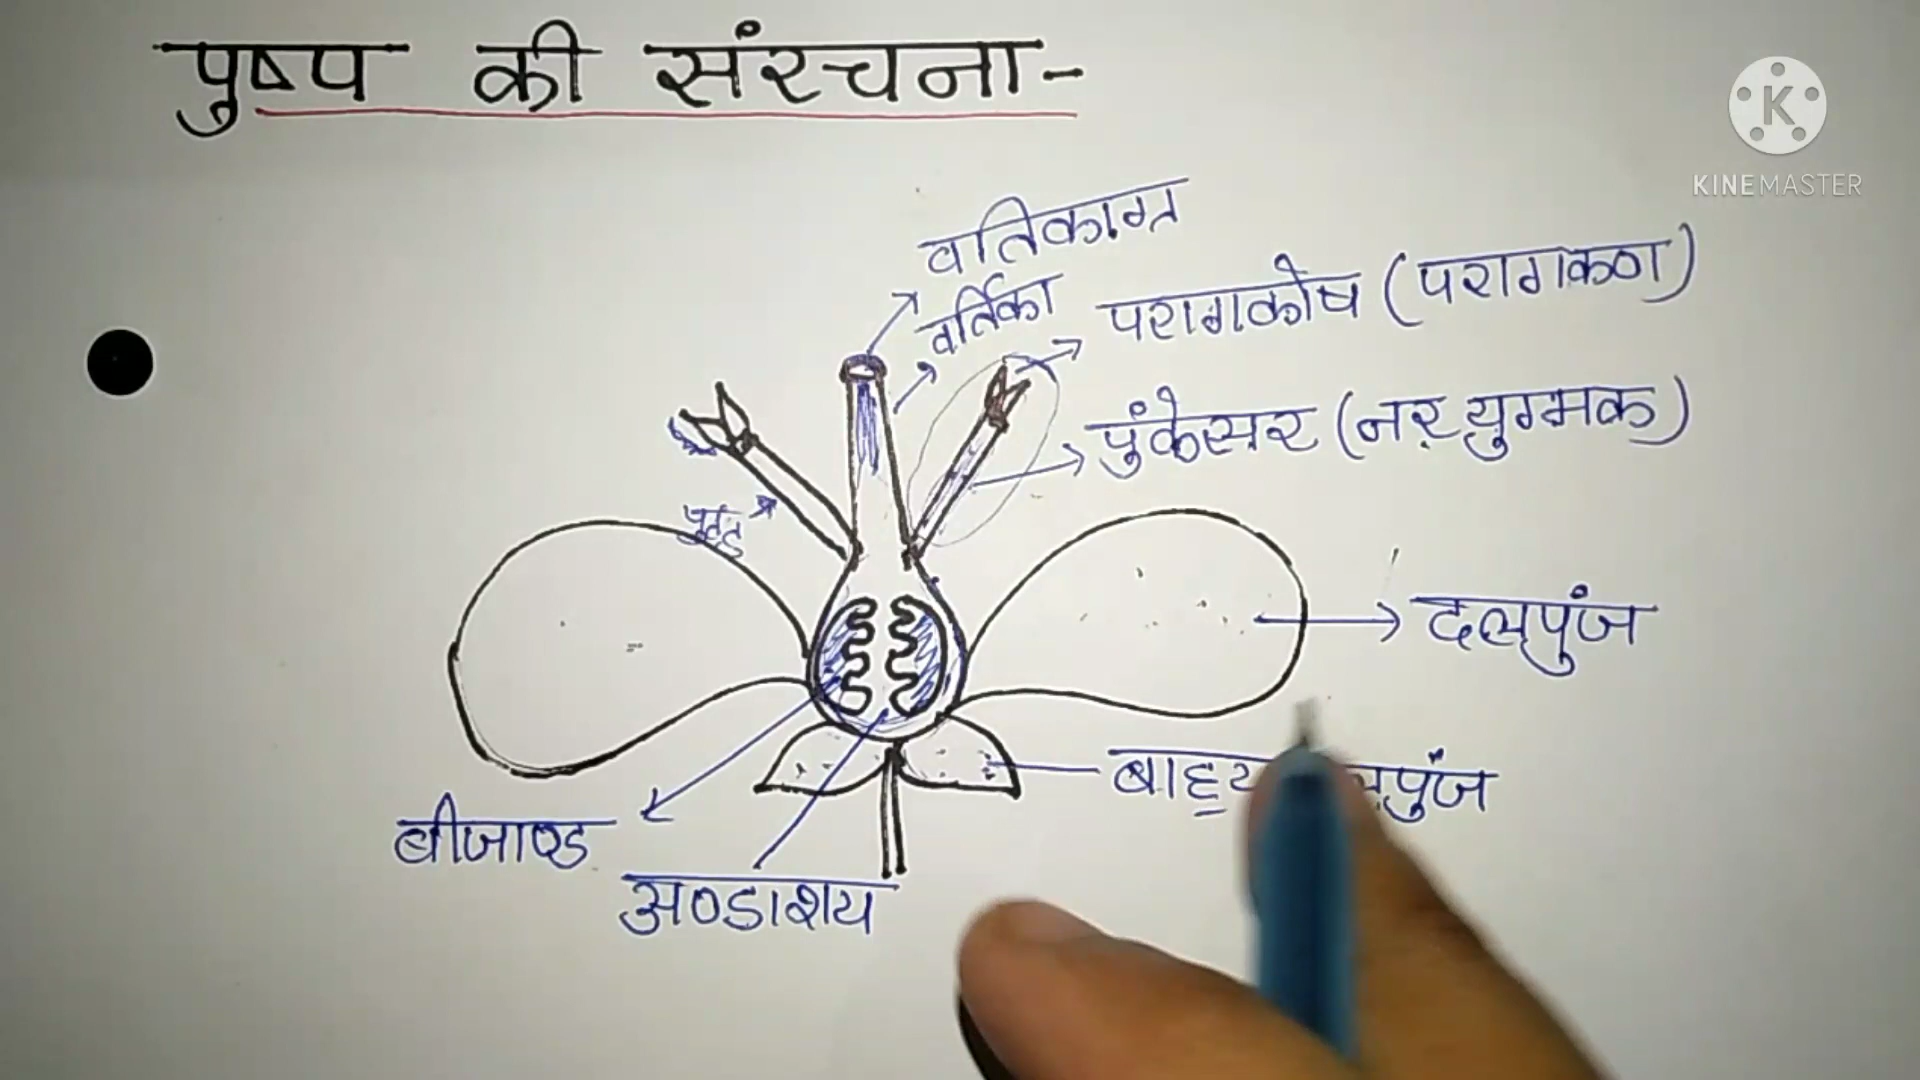 पुष्प की संरचना-
KINEMASTER
वर्तिकाग्र
वर्तिका
परागकोष (परागकण)
पुंकेसर (नर युग्मक)
दलपुंज
पुंज
बीजाण्ड
अण्डाशय